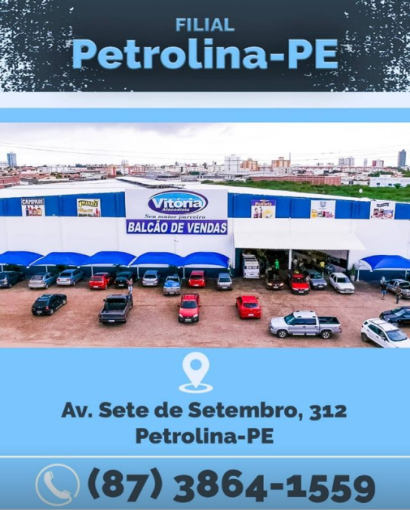 FILIAL
Petrolina-PE
CAMPARI
Vitória
Seu maior parceiro
BALCÃO DE VENDAS
Av. Sete de Setembro, 312
Petrolina-PE
(87) 3864-1559